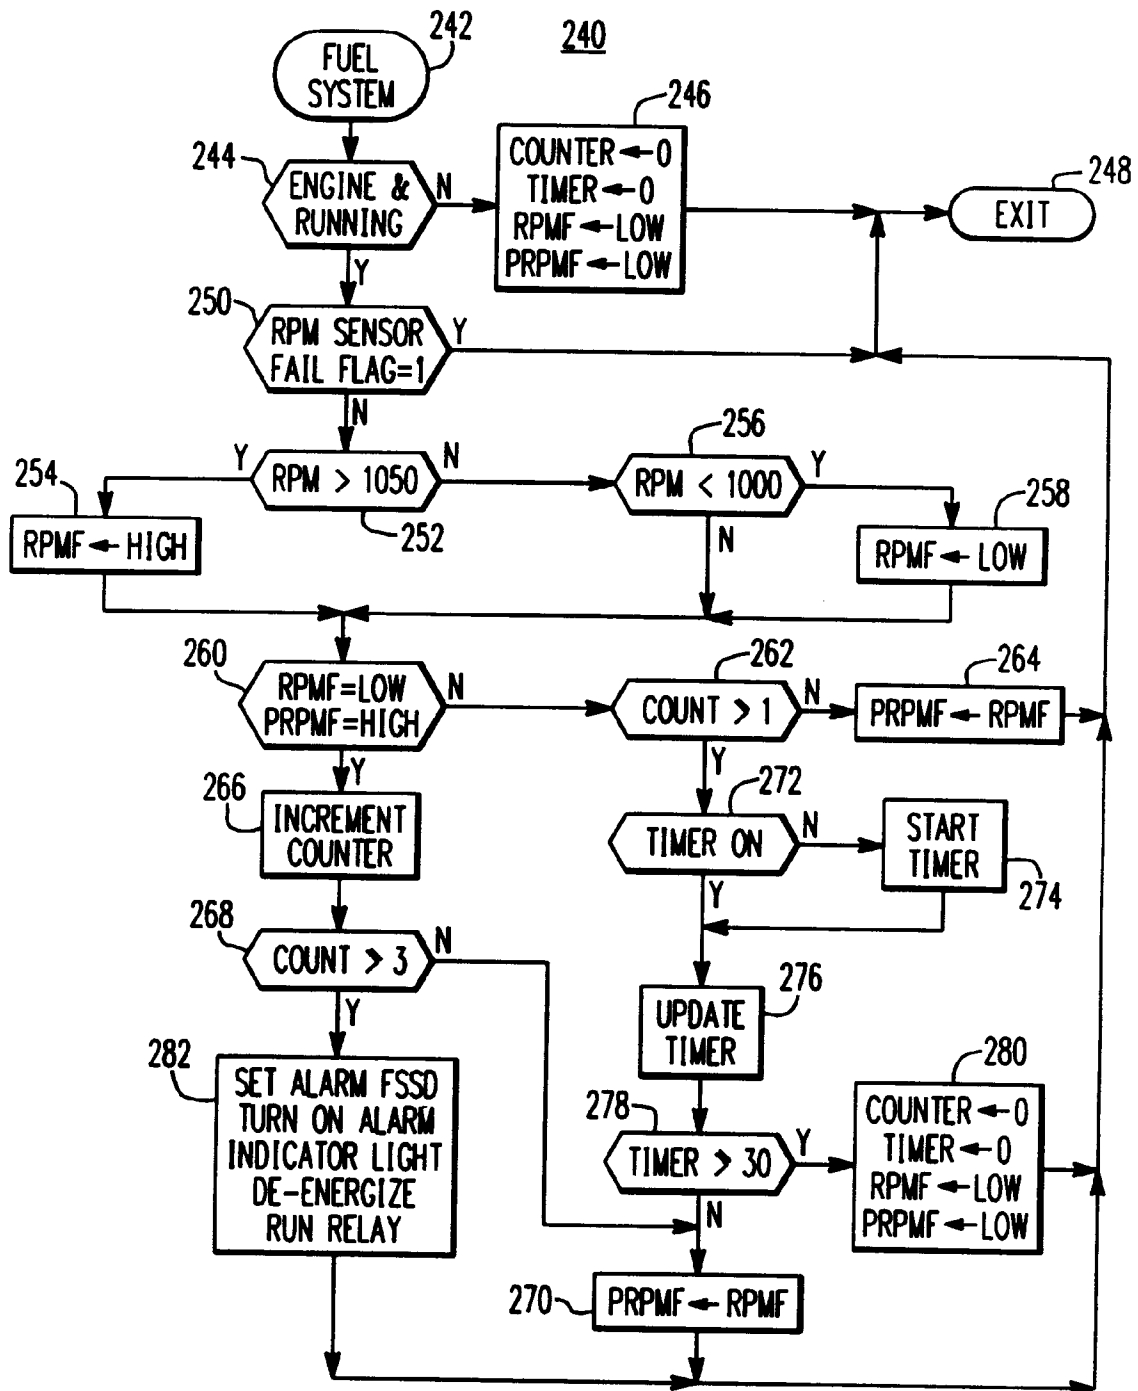 240
242
FUEL
SYSTEM
244
ENGINE &
RUNNING
N
Y
246
COUNTER ← 0
TIMER ← 0
RPMF ← LOW
PRPMF ← LOW
248
EXIT
250
RPM SENSOR
FAIL FLAG=1
Y
N
252
RPM > 1050
Y
N
254
RPMF ← HIGH
256
RPM < 1000
Y
N
258
RPMF ← LOW
260
RPMF=LOW
PRPMF=HIGH
N
Y
262
COUNT > 1
N
Y
264
PRPMF ← RPMF
266
INCREMENT
COUNTER
268
COUNT > 3
N
Y
272
TIMER ON
N
Y
START
TIMER
274
276
UPDATE
TIMER
278
TIMER > 30
Y
N
280
COUNTER ← 0
TIMER ← 0
RPMF ← LOW
PRPMF ← LOW
282
SET ALARM FSSD
TURN ON ALARM
INDICATOR LIGHT
DE-ENERGIZE
RUN RELAY
270
PRPMF ← RPMF